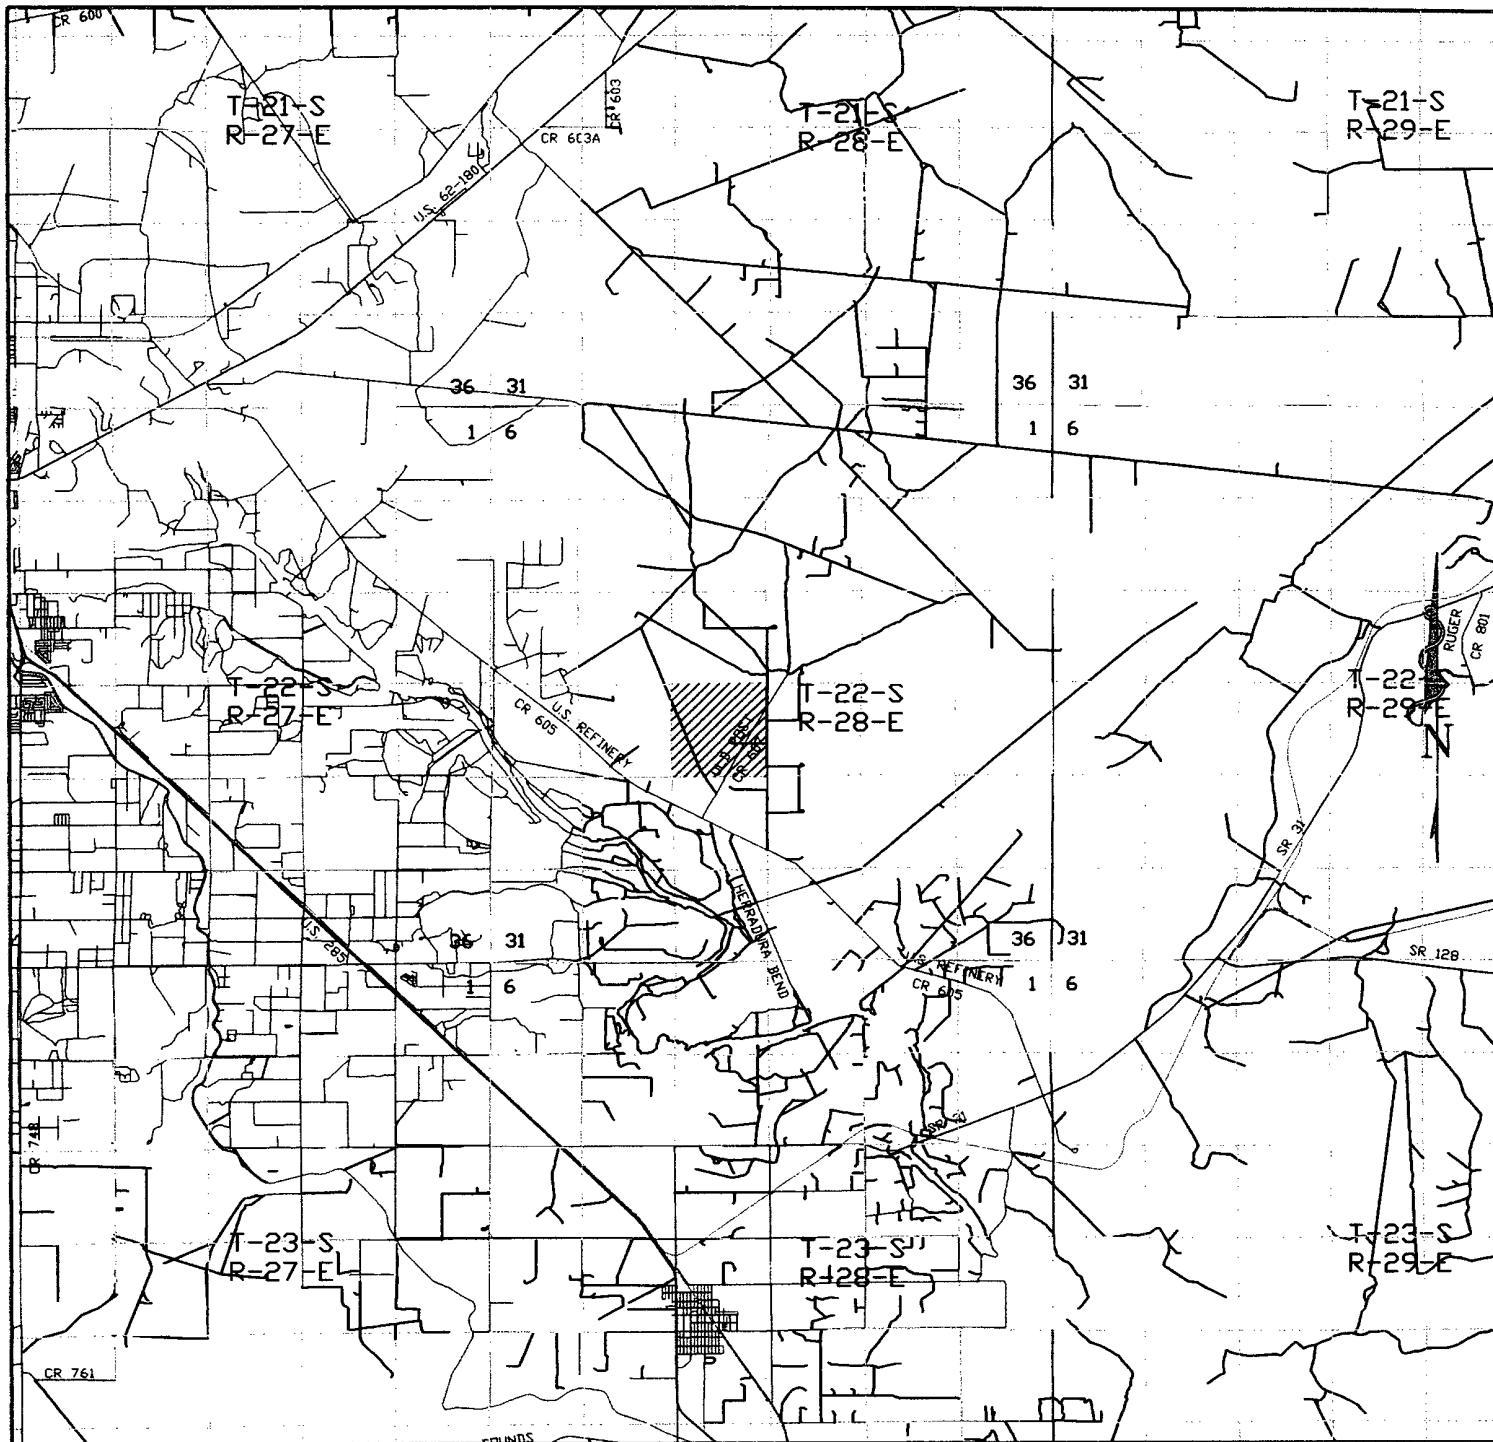 CR 600
T-21-S
R-27-E
CR 603
CR 603A
U.S. 62-180
T-21-S
R-28-E
T-21-S
R-29-E
36 31
1 6
36 31
1 6
RUGER
CR 801
T-22-S
R-27-E
U.S. REFINERY
CR 605
T-22-S
R-28-E
T-22-S
R-29-E
N
SR 31
HERRADURA BEND
U.S. 285
36 31
1 6
U.S. REFINERY
CR 605
36 31
1 6
SR 128
CR 748
T-23-S
R-27-E
T-23-S
R-28-E
T-23-S
R-29-E
CR 761